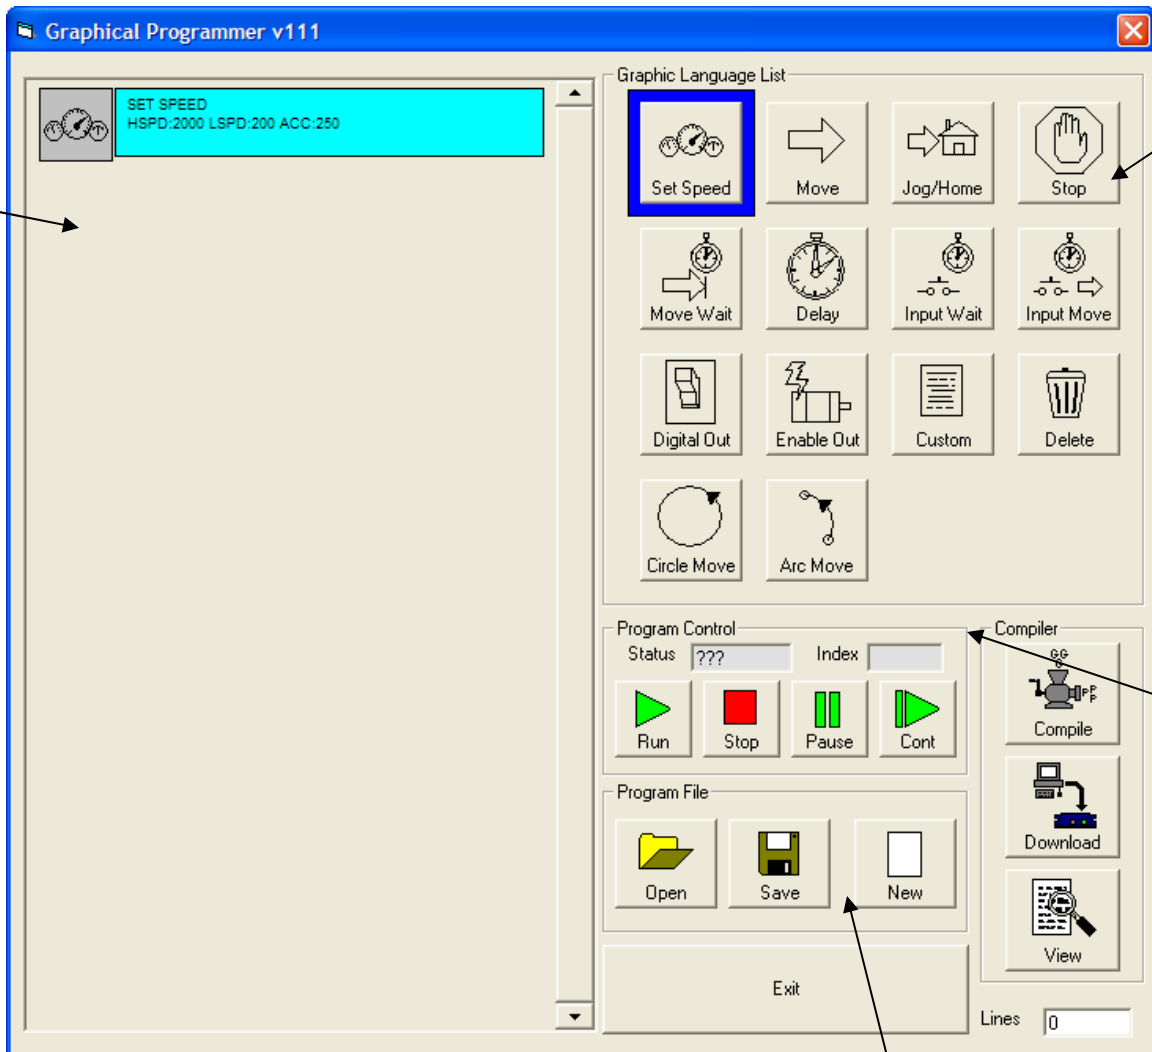 Graphical Programmer v111
SET SPEED
HSPD:2000 LSPD:200 ACC:250
Graphic Language List
Set Speed
Move
Jog/Home
Stop
Move Wait
Delay
Input Wait
Input Move
Digital Out
Enable Out
Custom
Delete
Circle Move
Arc Move
Program Control
Status ???
Index
Run
Stop
Pause
Cont
Compiler
GG
G
PP
P
Compile
Download
View
Program File
Open
Save
New
Exit
Lines 0